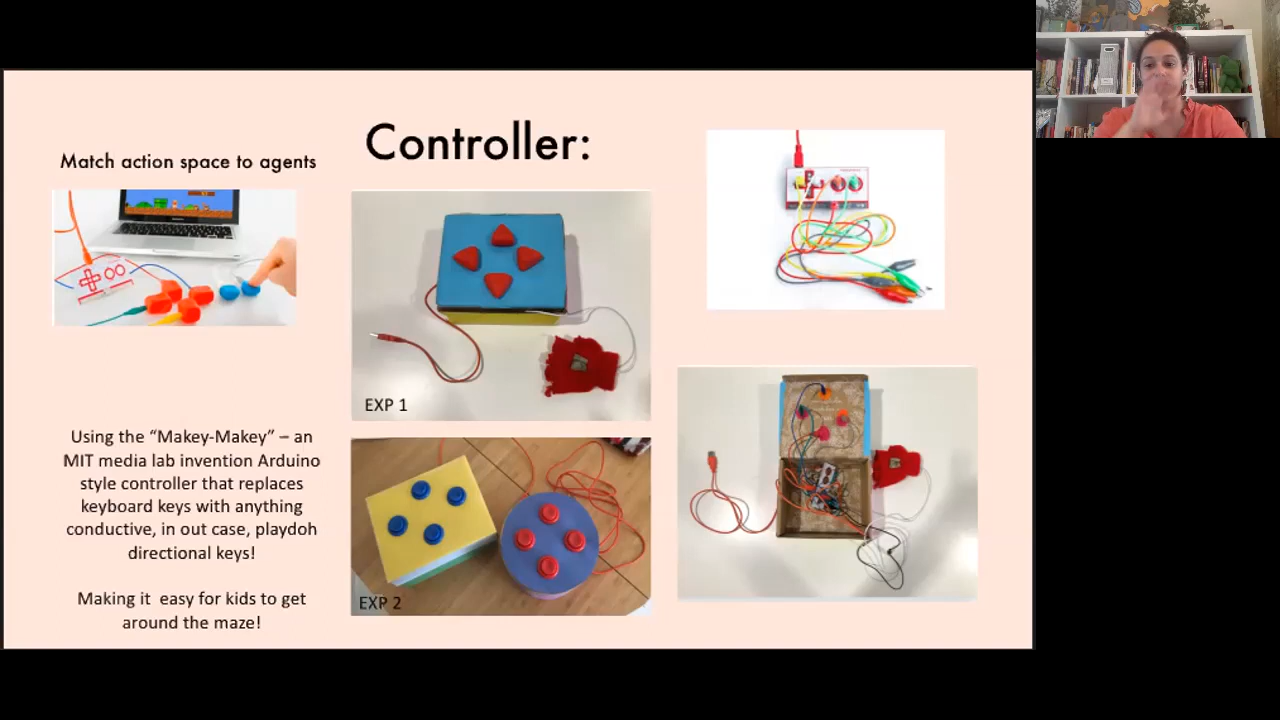 Controller:
Match action space to agents
EXP 1
Using the “Makey-Makey” – an
MIT media lab invention Arduino
style controller that replaces
keyboard keys with anything
conductive, in out case, playdoh
directional keys!
EXP 2
Making it  easy for kids to get
around the maze!